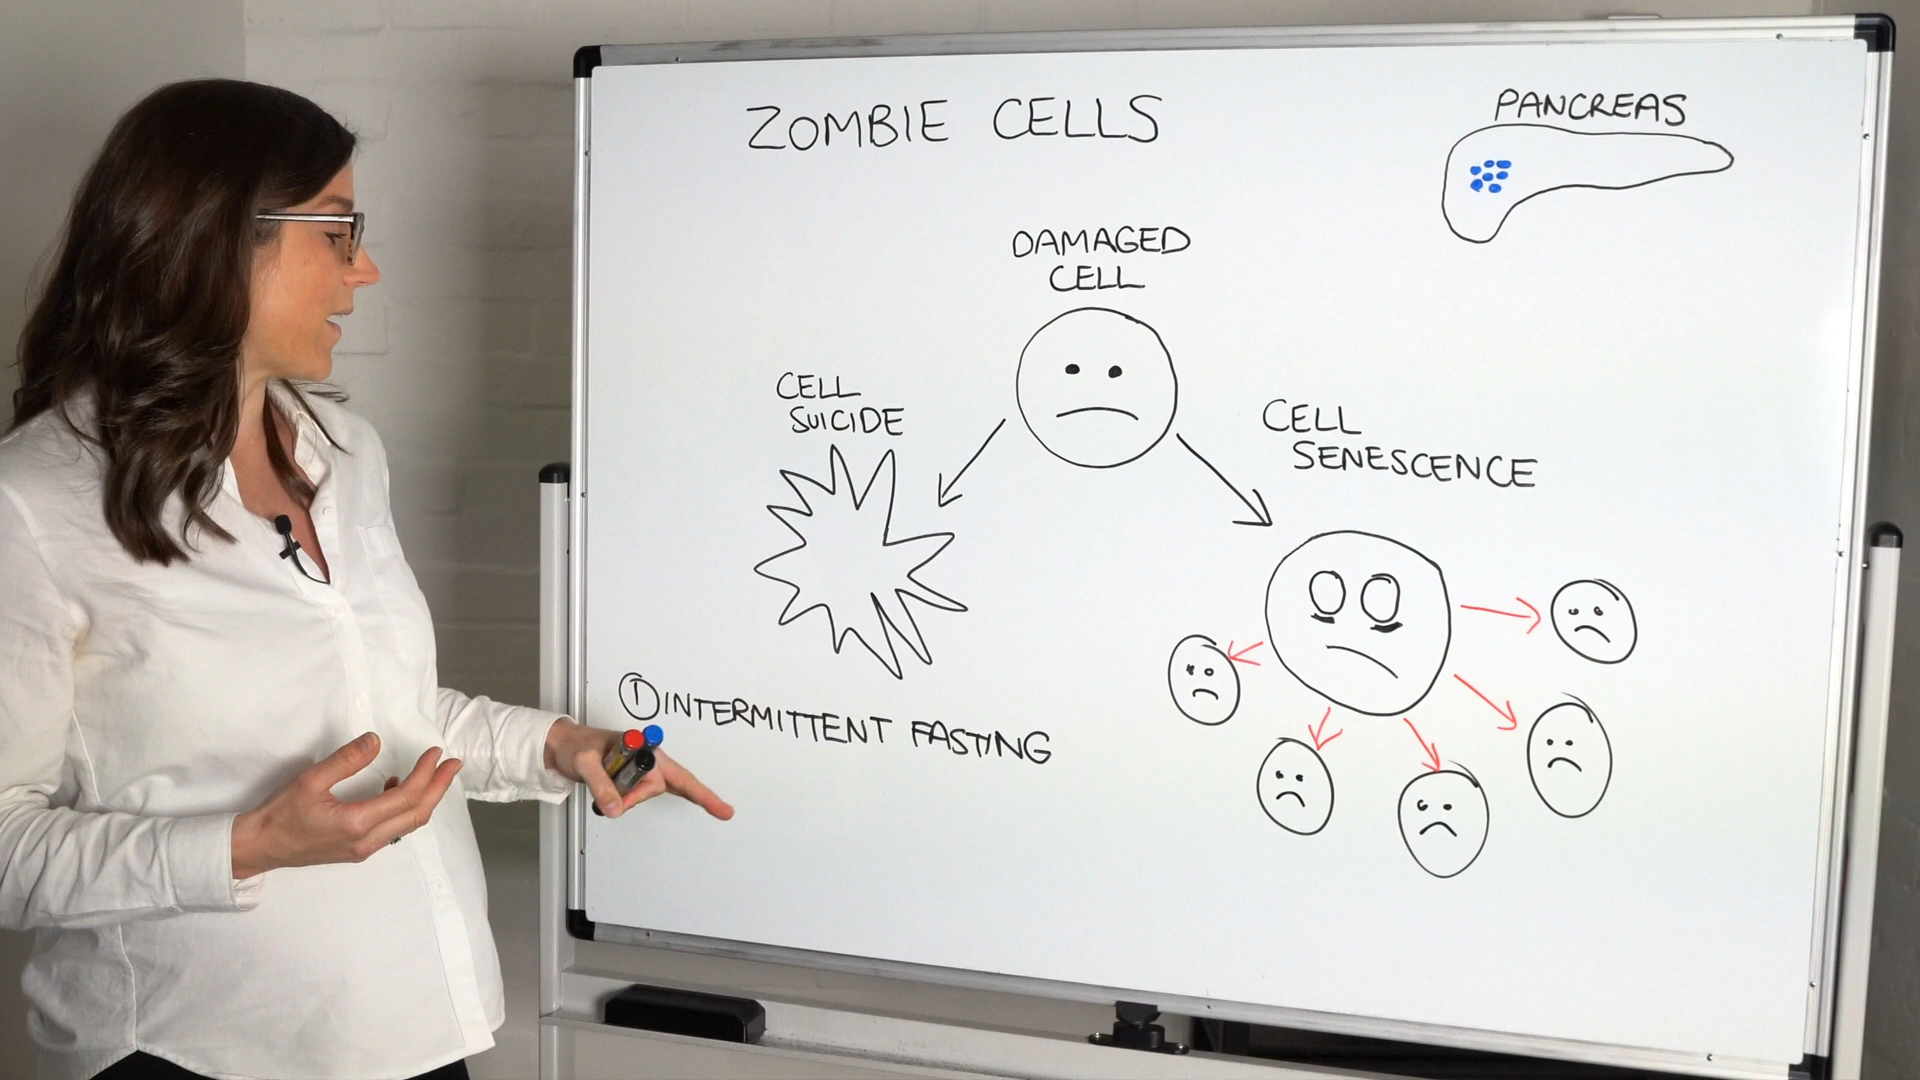 ZOMBIE CELLS
PANCREAS
DAMAGED
CELL
CELL
SUICIDE
CELL
SENESCENCE
① INTERMITTENT FASTING